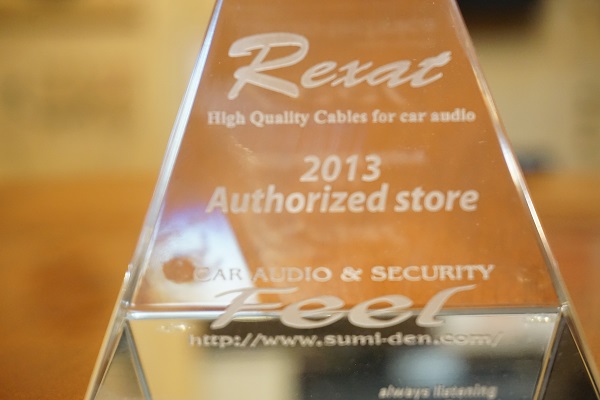 Rexat
High Quality Cables for car audio
2013
Authorized store
CAR AUDIO & SECURITY
Feel
http://www.sumi-den.com/
always listening